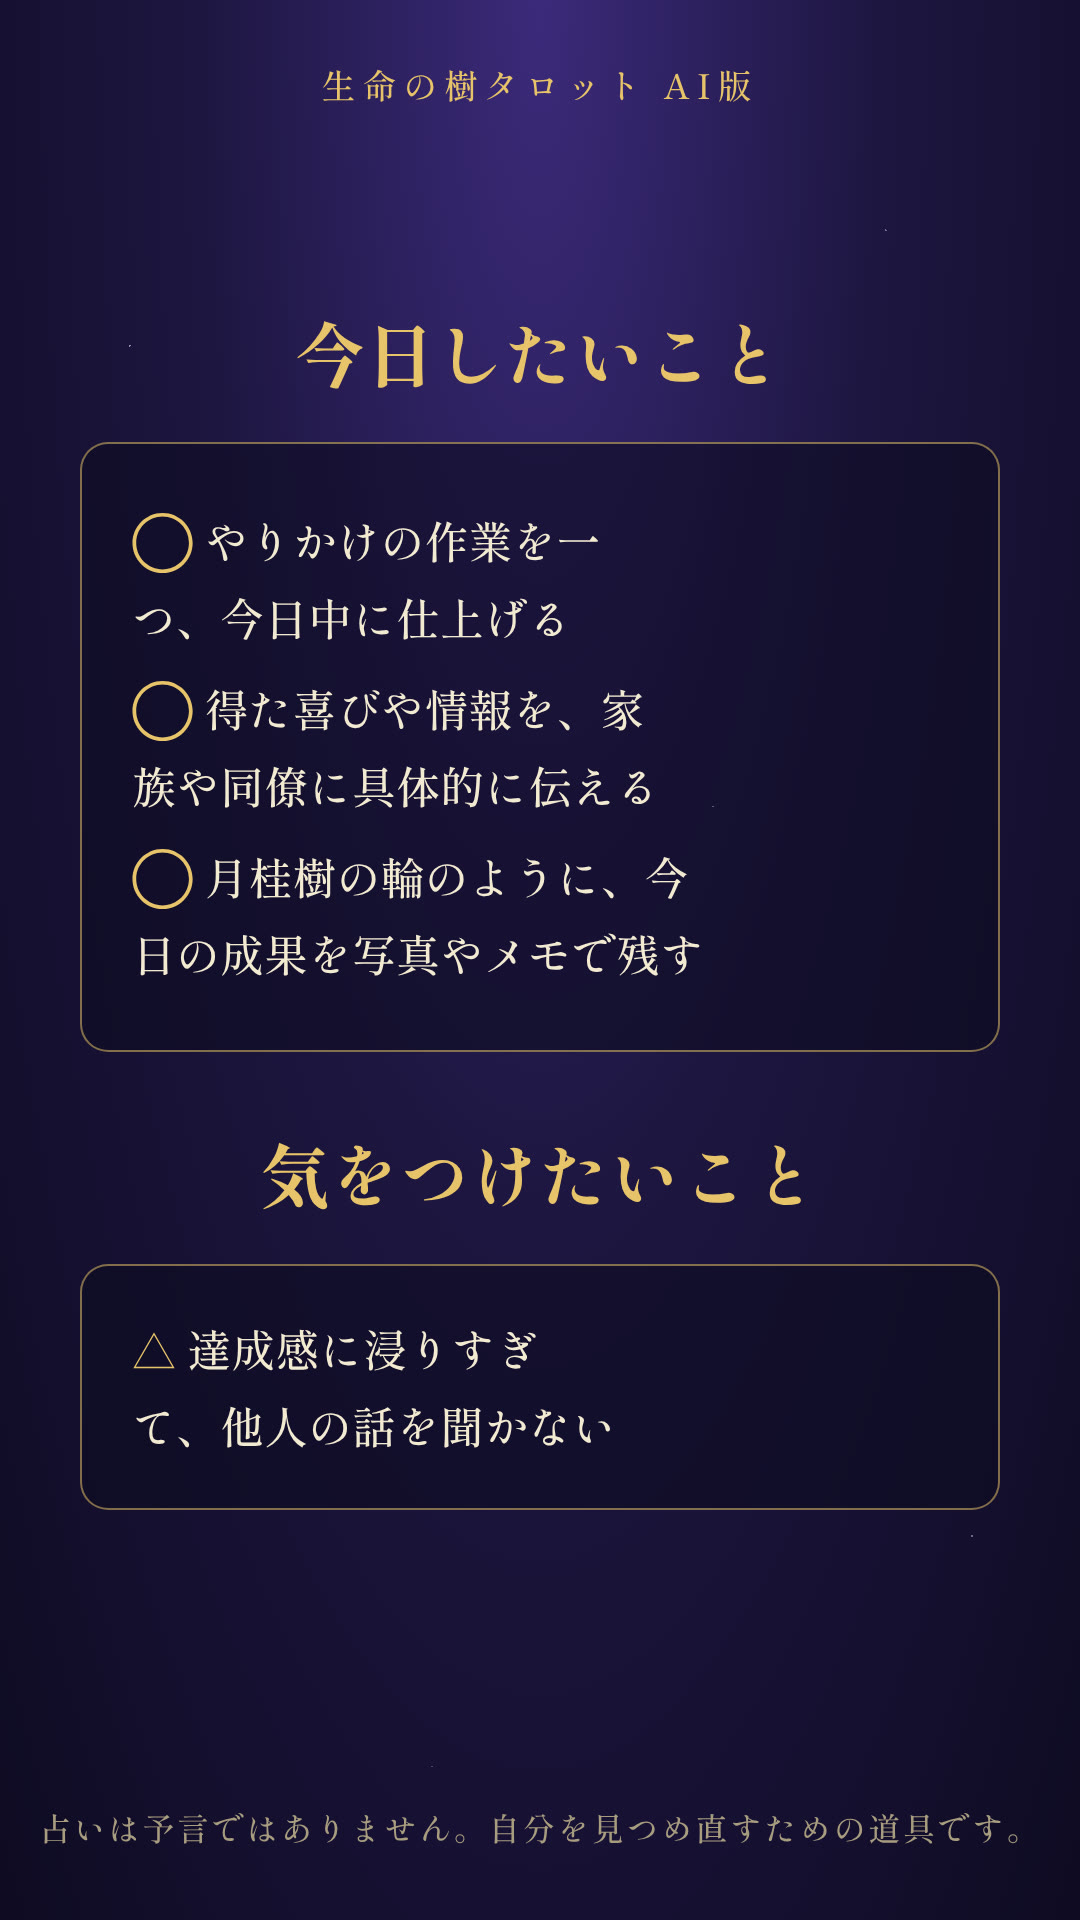 生命の樹タロット AI版
今日したいこと
◯ やりかけの作業を一
つ、今日中に仕上げる
◯ 得た喜びや情報を、家
族や同僚に具体的に伝える
◯ 月桂樹の輪のように、今
日の成果を写真やメモで残す
気をつけたいこと
△ 達成感に浸りすぎ
て、他人の話を聞かない
占いは予言ではありません。自分を見つめ直すための道具です。